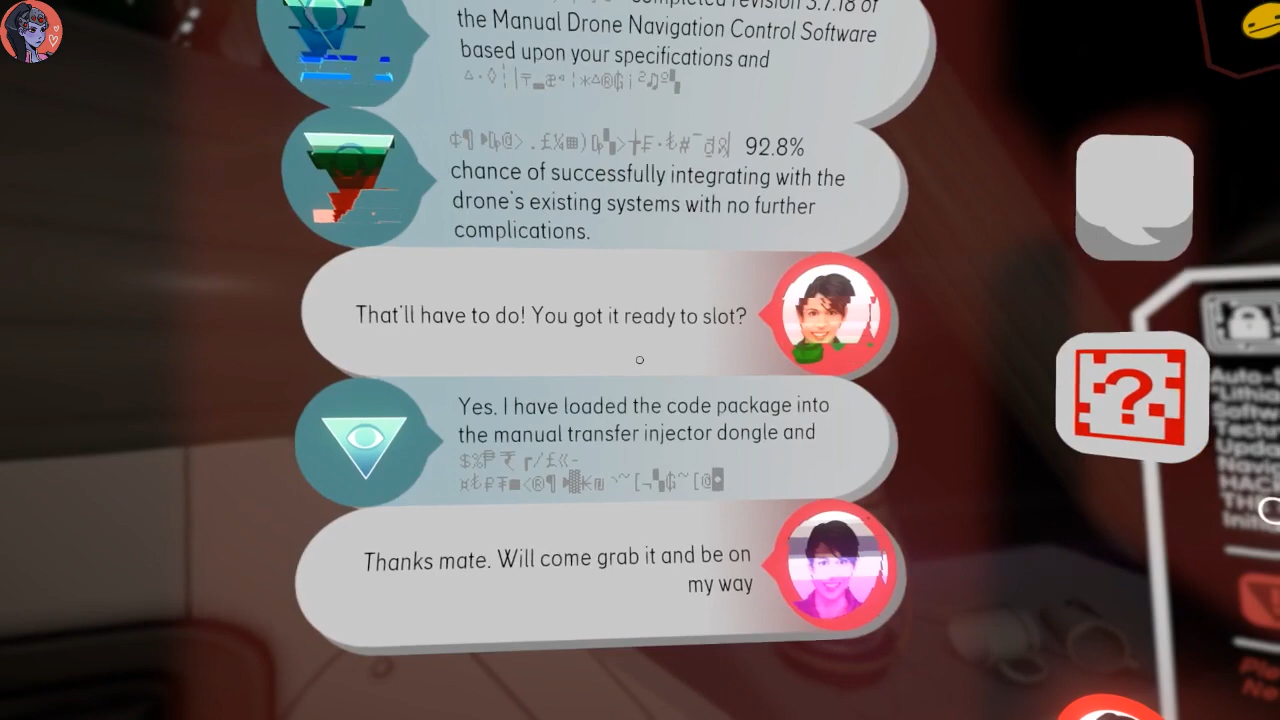 completed revision 3.7.18 of
the Manual Drone Navigation Control Software
based upon your specifications and
92.8%
chance of successfully integrating with the
drone's existing systems with no further
complications.
That'll have to do! You got it ready to slot?
Yes. I have loaded the code package into
the manual transfer injector dongle and
Thanks mate. Will come grab it and be on
my way
?